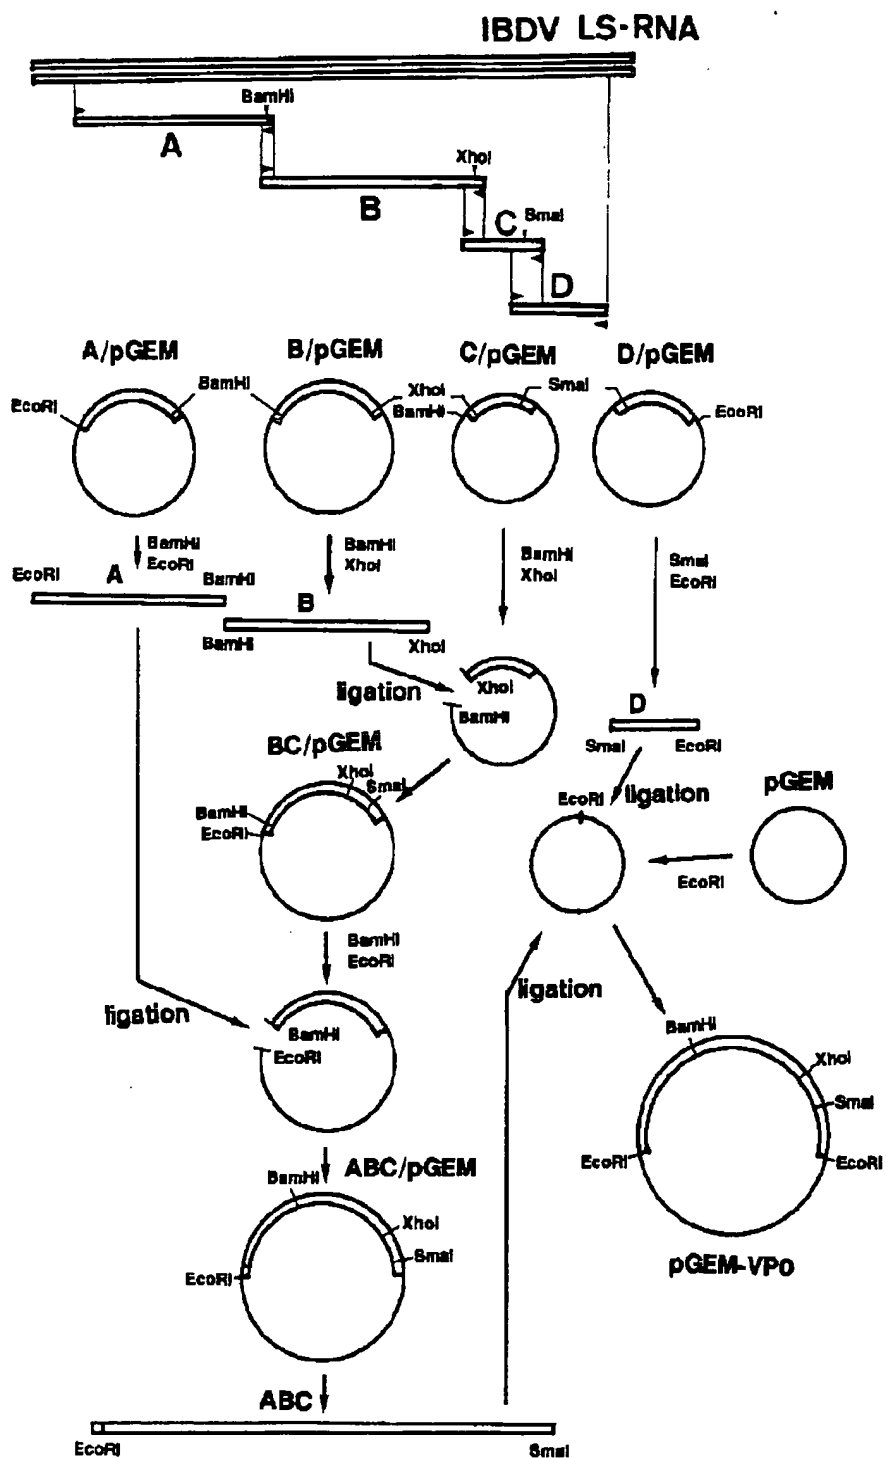 IBDV LS-RNA
BamHI
A
XhoI
B
C
SmaI
D
A/pGEM
B/pGEM
C/pGEM
D/pGEM
EcoRI
BamHI
XhoI
BamHI
SmaI
EcoRI
BamHI
EcoRI
BamHI
XhoI
BamHI
XhoI
SmaI
EcoRI
EcoRI
A
BamHI
B
BamHI
XhoI
ligation
XhoI
BamHI
D
SmaI
EcoRI
BC/pGEM
XhoI
SmaI
BamHI
EcoRI
EcoRI
ligation
pGEM
EcoRI
BamHI
EcoRI
ligation
BamHI
EcoRI
ligation
BamHI
XhoI
SmaI
EcoRI
EcoRI
pGEM-VP0
ABC/pGEM
BamHI
XhoI
SmaI
EcoRI
ABC
EcoRI
SmaI